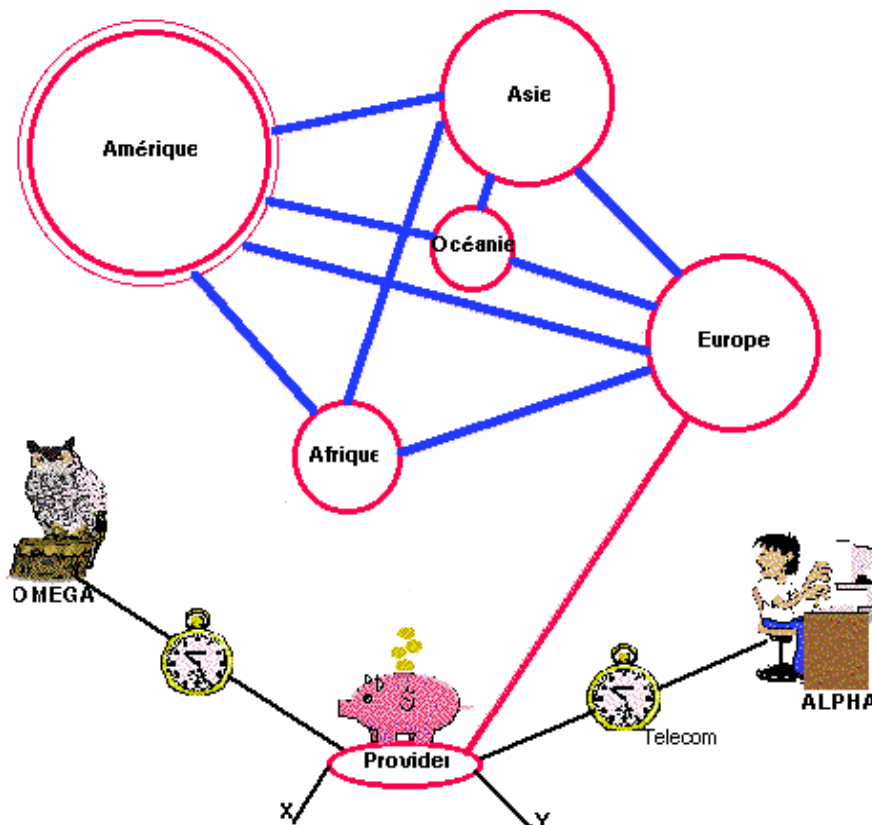 Asie
Amérique
Océanie
Europe
Afrique
OMEGA
ALPHA
Telecom
Provider
X
Y